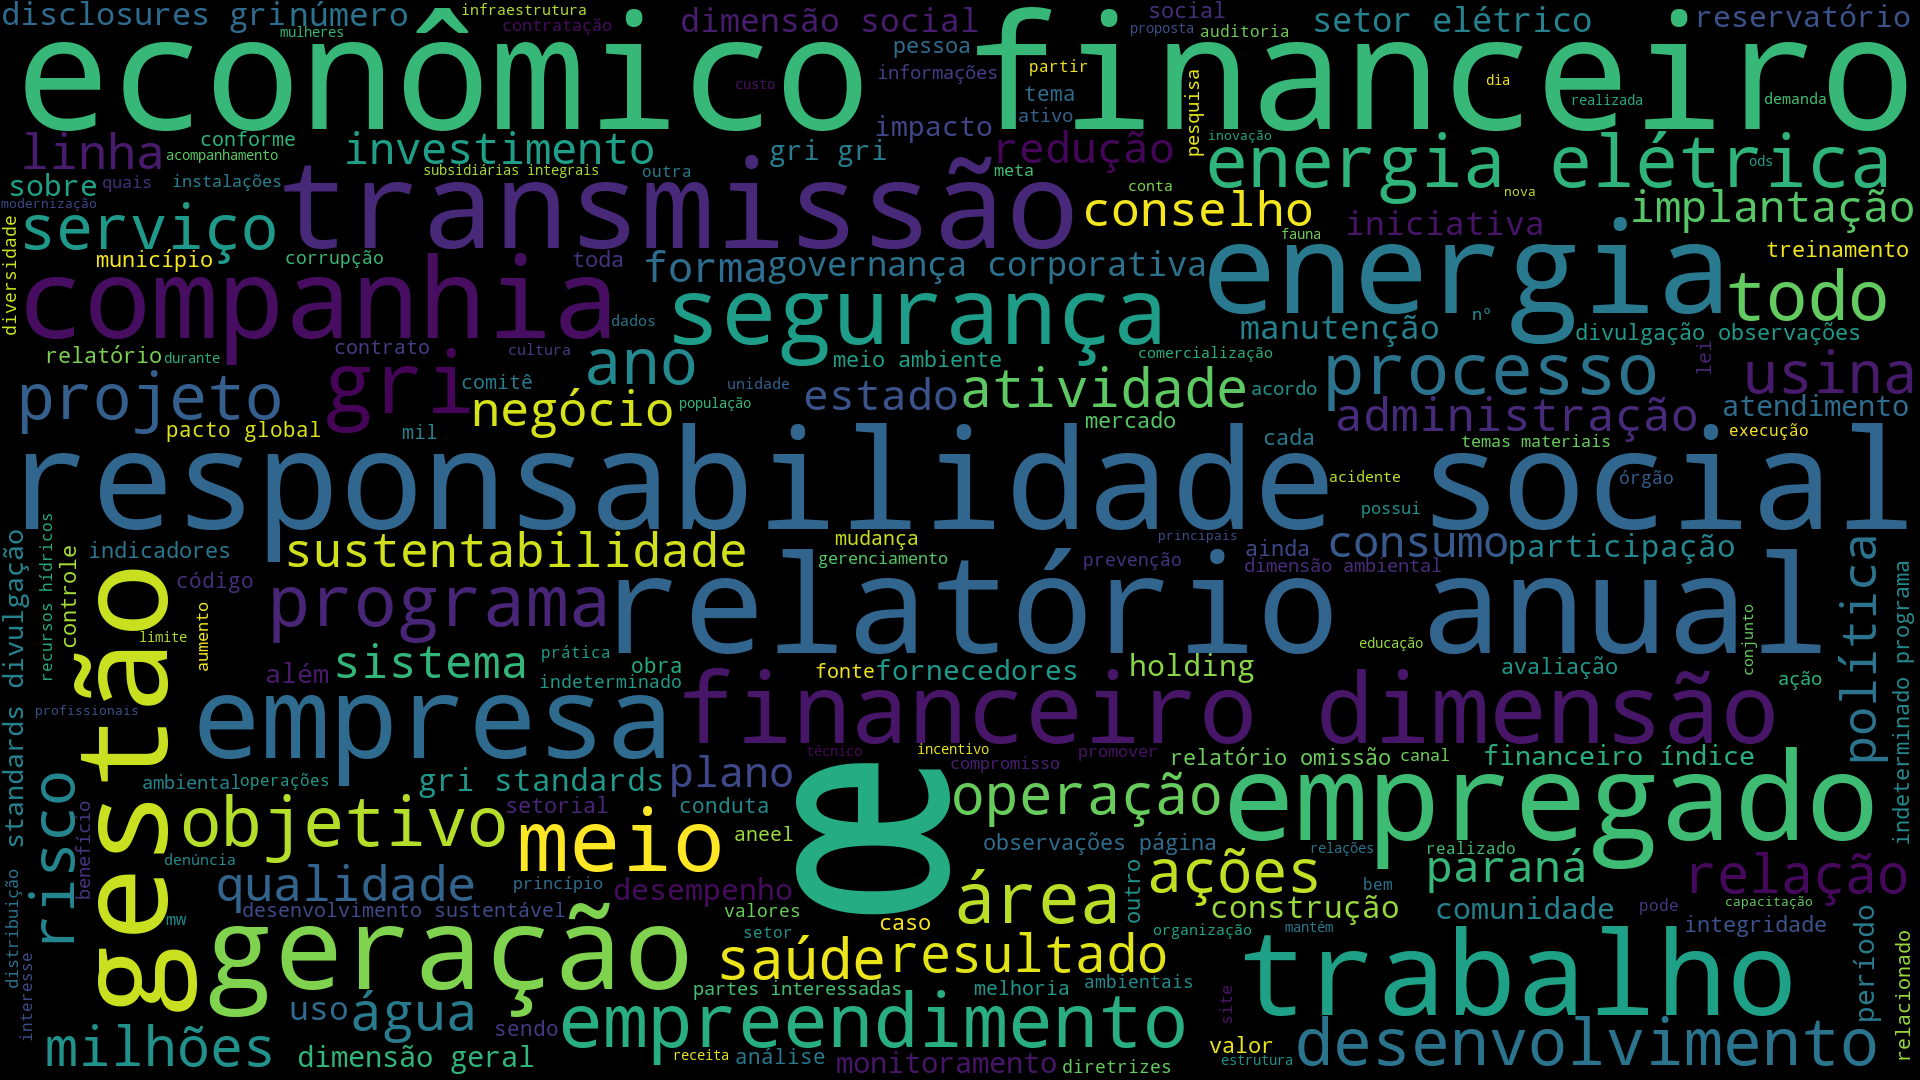 disclosures gri
número
infraestrutura
mulheres
contratação
dimensão social
social
proposta
auditoria
setor elétrico
reservatório
econômico financeiro
pessoa
informações
custo
partir
tema
ativo
pesquisa
dia
realizada
demanda
linha
conforme
acompanhamento
investimento
gri gri
impacto
redução
inovação
energia elétrica
ods
sobre
quais
instalações
modernização
subsidiárias integrais
outra
meta
conta
nova
transmissão
serviço
conselho
iniciativa
implantação
diversidade
município
corrupção
toda
forma
governança corporativa
fauna
energia
treinamento
companhia
dados
segurança
nº
todo
manutenção
divulgação observações
relatório
durante
contrato
cultura
ano
meio ambiente
comercialização
processo
lei
usina
projeto
gri
comitê
unidade
estado
atividade
acordo
negócio
população
administração
atendimento
pacto global
mil
mercado
cada
temas materiais
execução
responsabilidade social
acidente
órgão
possui
standards divulgação
recursos hídricos
controle
indicadores
código
sustentabilidade
mudança
gerenciamento
principais
prevenção
ainda
dimensão ambiental
consumo
participação
política
indeterminado programa
gestão
limite
aumento
programa
relatório anual
educação
conjunto
além
sistema
prática
indeterminado
obra
fonte
fornecedores
holding
avaliação
ação
profissionais
empresa
financeiro dimensão
técnico
incentivo
compromisso
promover
relatório omissão
canal
financeiro índice
risco
benefício
ambiental
operações
gri standards
plano
setorial
conduta
aneel
œ
operação
empregado
objetivo
meio
observações página
relações
realizado
denúncia
qualidade
princípio
desempenho
área
outro
ações
bem
paraná
relação
distribuição
mw
desenvolvimento sustentável
valores
setor
caso
construção
comunidade
pode
capacitação
integridade
geração
saúde
resultado
organização
mantém
trabalho
período
relacionado
interesse
uso
água
sendo
partes interessadas
melhoria
ambientais
site
milhões
dimensão geral
empreendimento
receita
análise
monitoramento
diretrizes
valor
estrutura
desenvolvimento